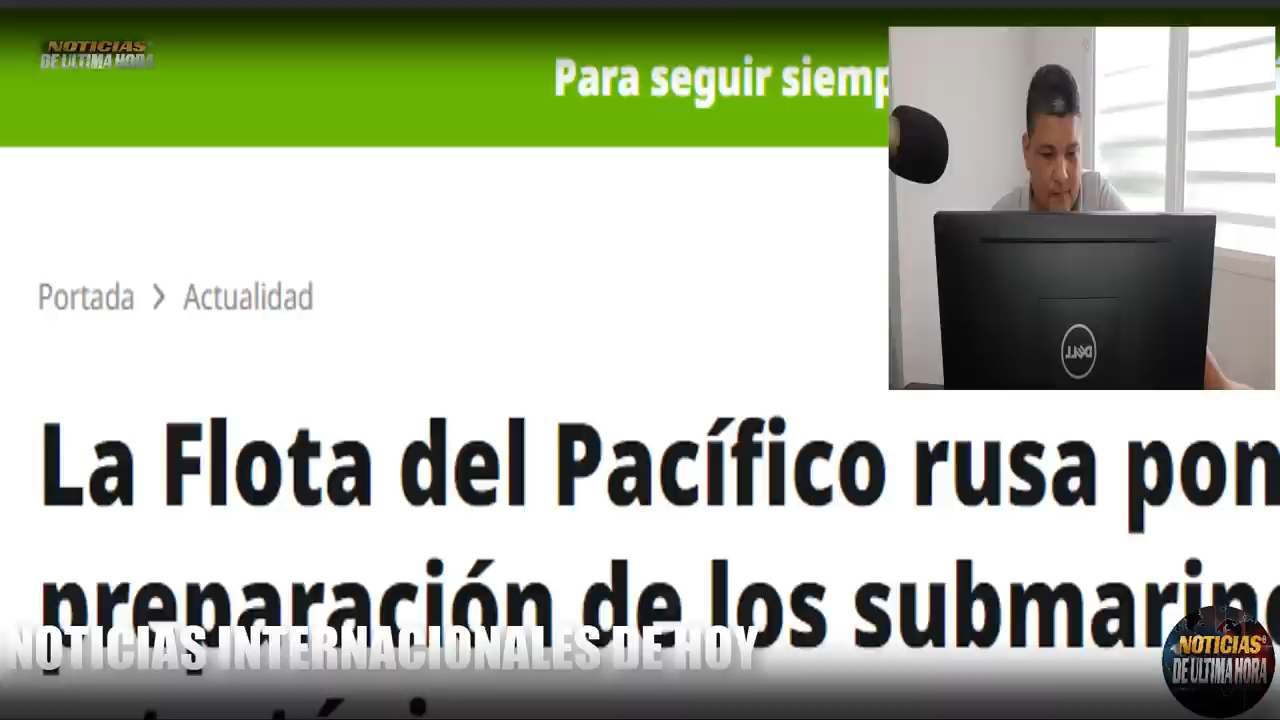 NOTICIAS
DE ULTIMA HORA
Para seguir siemp
Portada > Actualidad
DELL
La Flota del Pacífico rusa pon
preparación de los submarin
NOTICIAS INTERNACIONALES DE HOY
NOTICIAS
DE ULTIMA HORA